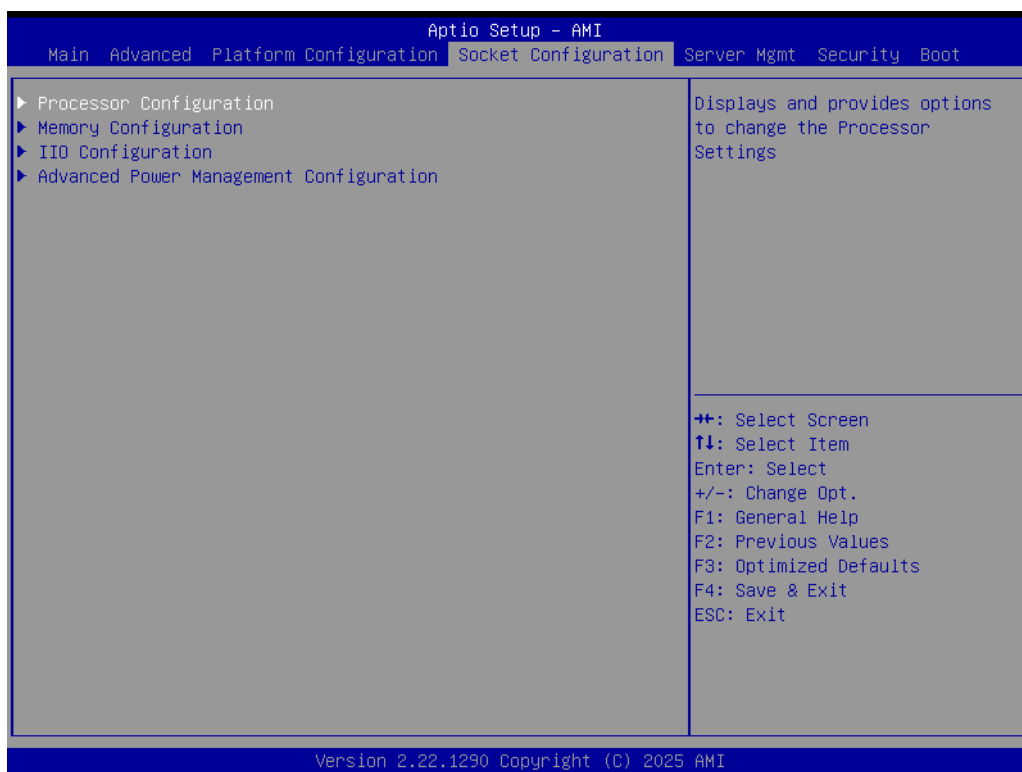 Aptio Setup – AMI
Main Advanced Platform Configuration Socket Configuration Server Mgmt Security Boot
▶ Processor Configuration
▶ Memory Configuration
▶ IIO Configuration
▶ Advanced Power Management Configuration
Displays and provides options
to change the Processor
Settings
→←: Select Screen
↑↓: Select Item
Enter: Select
+/-: Change Opt.
F1: General Help
F2: Previous Values
F3: Optimized Defaults
F4: Save & Exit
ESC: Exit
Version 2.22.1290 Copyright (C) 2025 AMI